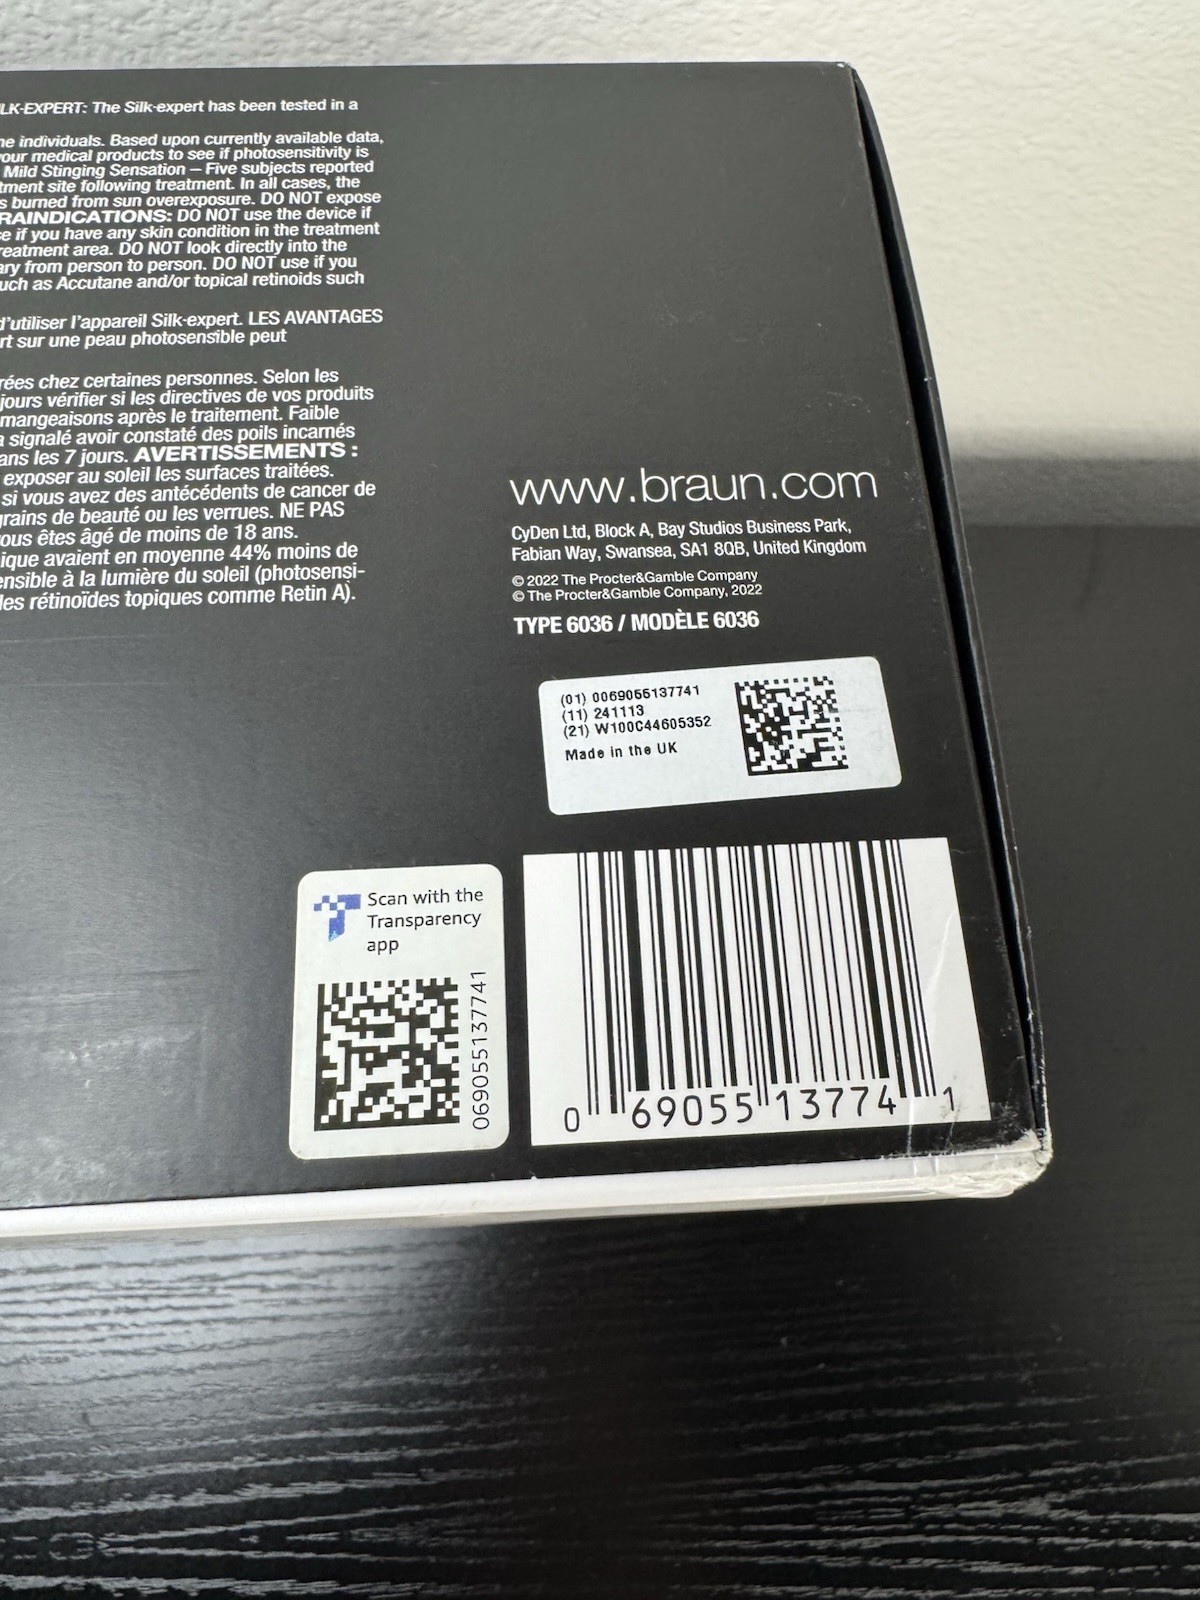 LK-EXPERT: The Silk-expert has been tested in a
ne individuals. Based upon currently available data,
our medical products to see if photosensitivity is
Mild Stinging Sensation – Five subjects reported
tment site following treatment. In all cases, the
s burned from sun overexposure. DO NOT expose
RAINDICATIONS: DO NOT use the device if
e if you have any skin condition in the treatment
reatment area. DO NOT look directly into the
ary from person to person. DO NOT use if you
uch as Accutane and/or topical retinoids such
d'utiliser l'appareil Silk-expert. LES AVANTAGES
rt sur une peau photosensible peut
rées chez certaines personnes. Selon les
jours vérifier si les directives de vos produits
mangeaisons après le traitement. Faible
a signalé avoir constaté des poils incarnés
ans les 7 jours. AVERTISSEMENTS :
exposer au soleil les surfaces traitées.
si vous avez des antécédents de cancer de
grains de beauté ou les verrues. NE PAS
ous êtes âgé de moins de 18 ans.
ique avaient en moyenne 44% moins de
ensible à la lumière du soleil (photosensi-
les rétinoïdes topiques comme Retin A).
www.braun.com
CyDen Ltd, Block A, Bay Studios Business Park,
Fabian Way, Swansea, SA1 8QB, United Kingdom
© 2022 The Procter&Gamble Company
© The Procter&Gamble Company, 2022
TYPE 6036 / MODÈLE 6036
(01) 0069055137741
(11) 241113
(21) W100C44605352
Made in the UK
Scan with the
Transparency
app
069055137741
0 69055 13774 1